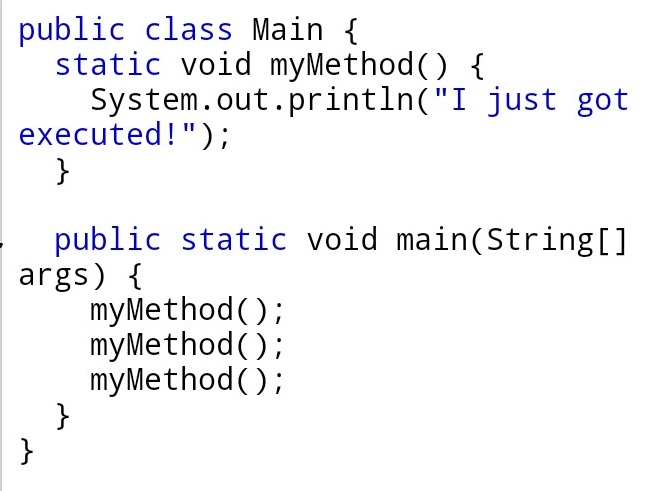 public class Main {
  static void myMethod() {
    System.out.println("I just got
executed!");
  }

  public static void main(String[]
args) {
    myMethod();
    myMethod();
    myMethod();
  }
}